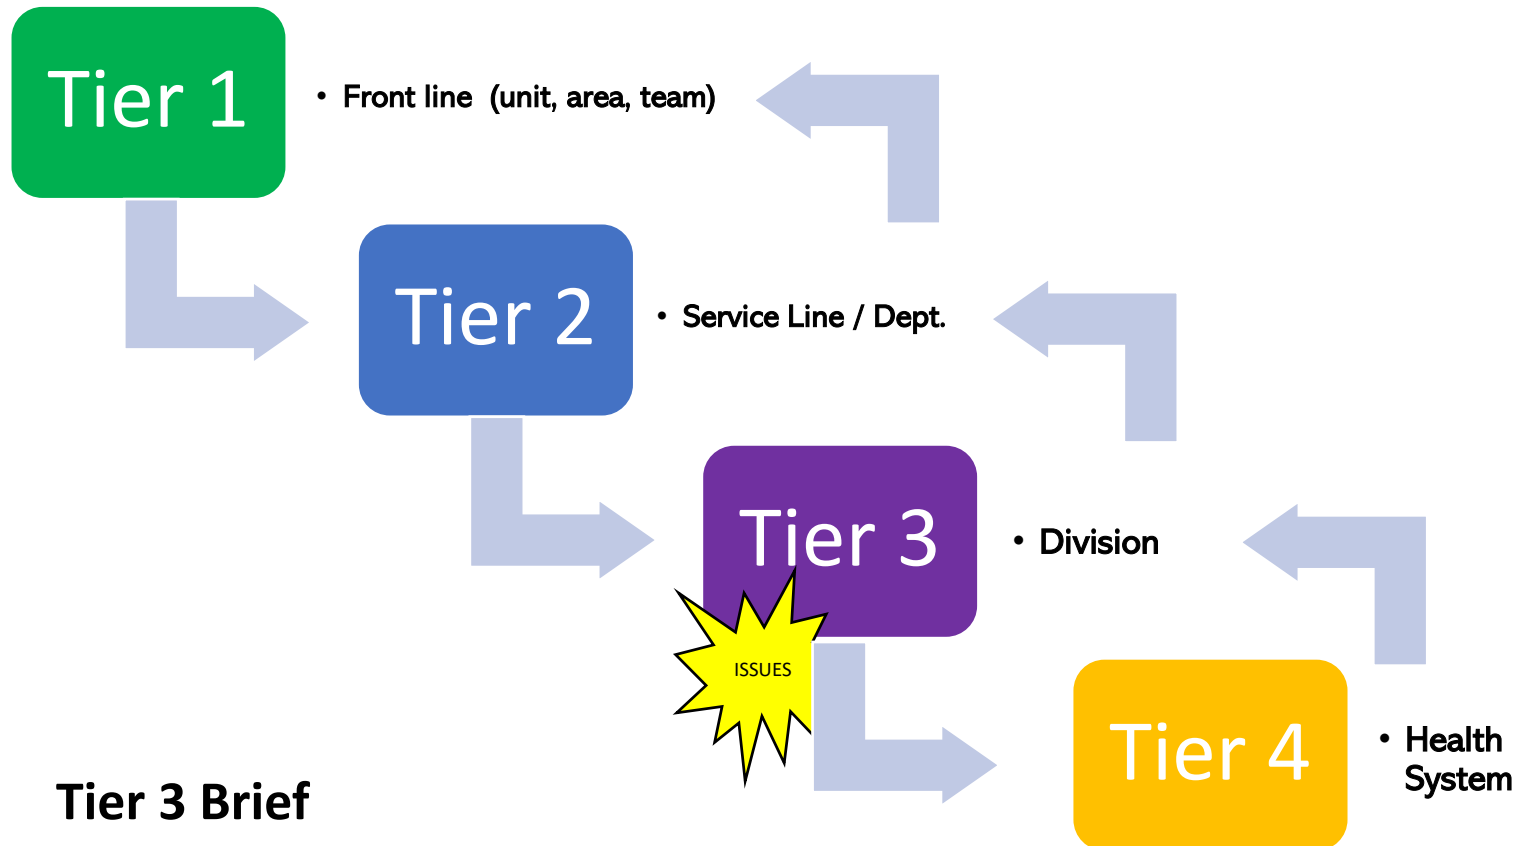 Tier 1
• Front line  (unit, area, team)
Tier 2
• Service Line / Dept.
Tier 3
• Division
ISSUES
Tier 4
• Health
System
Tier 3 Brief